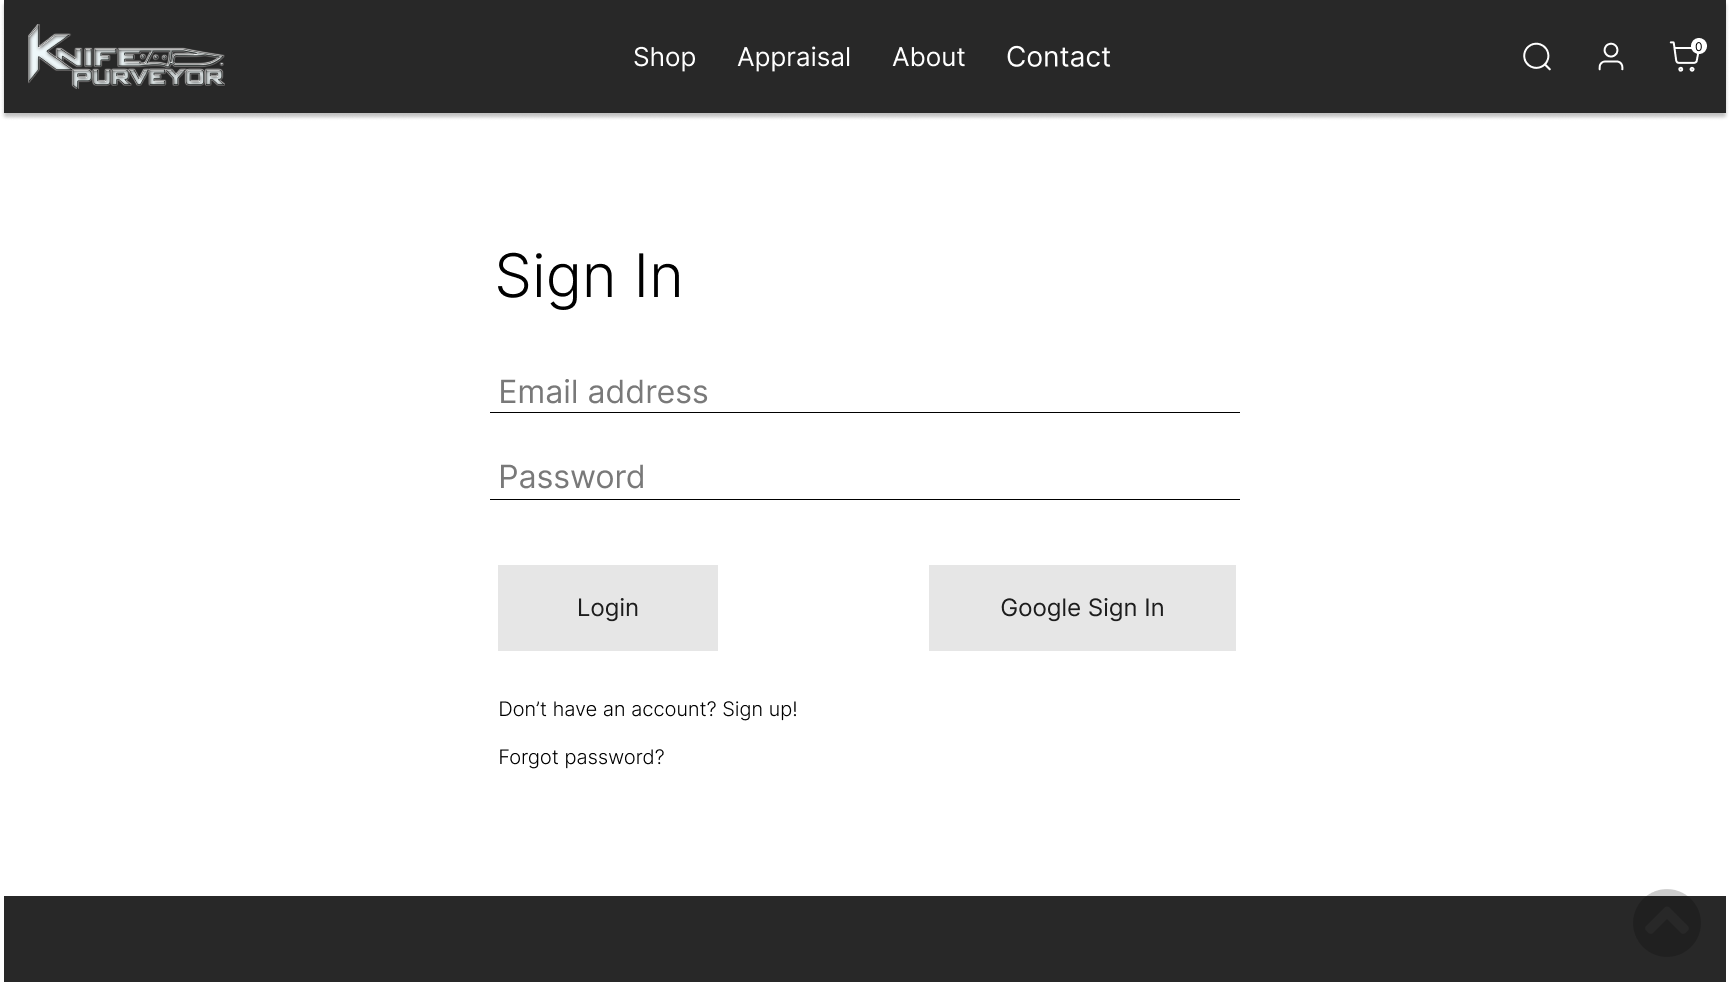 KNIFE
PURVEYOR
Shop Appraisal About Contact
0
Sign In
Email address
Password
Login Google Sign In
Don’t have an account? Sign up!
Forgot password?